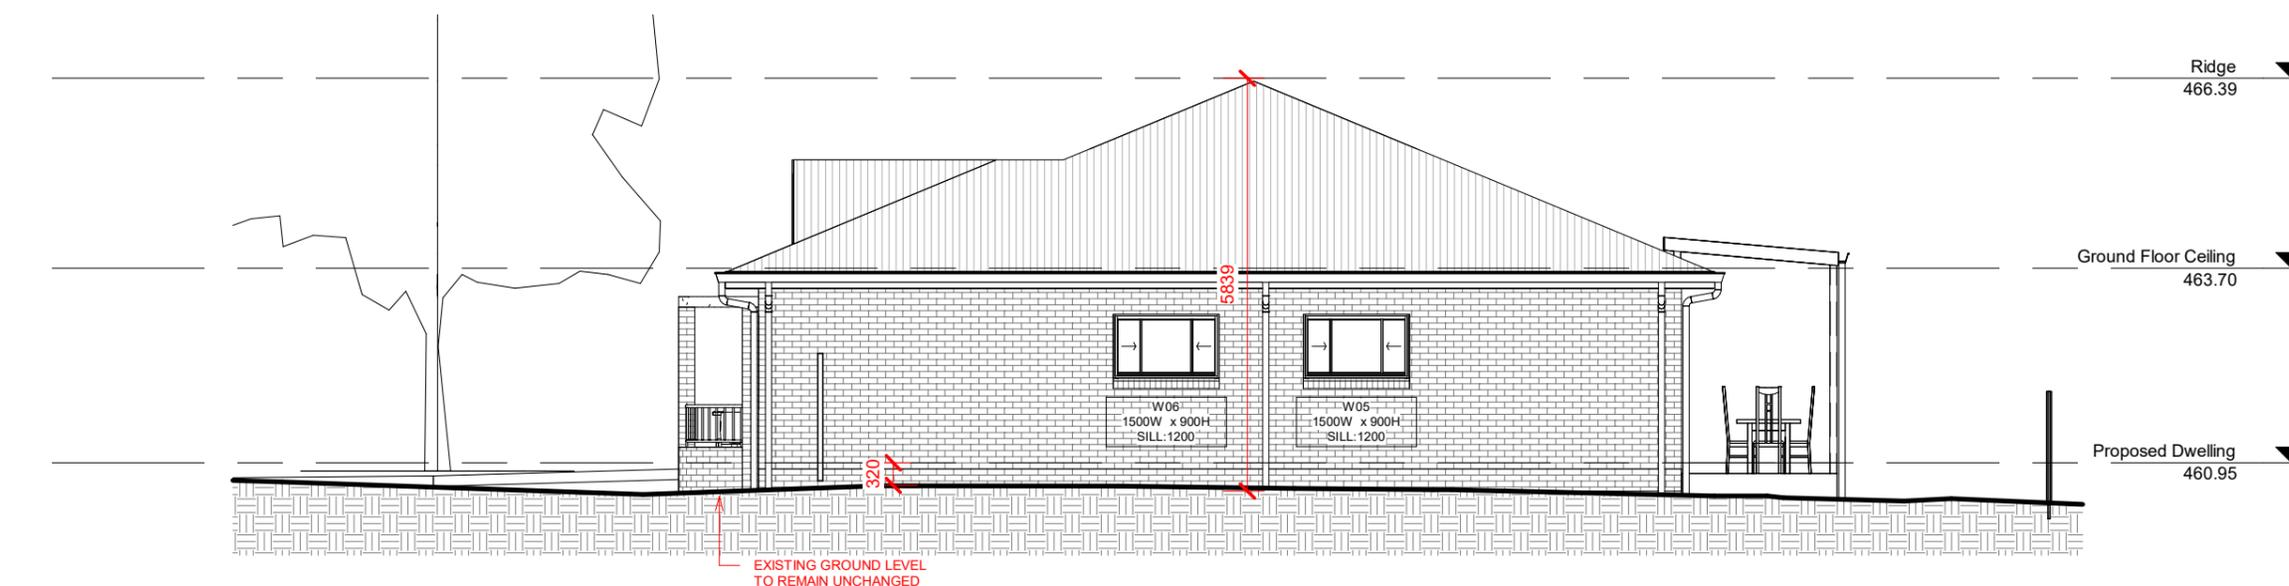 Ridge
466.39
Ground Floor Ceiling
463.70
5839
W06
1500W x 900H
SILL:1200
W05
1500W x 900H
SILL:1200
Proposed Dwelling
460.95
320
EXISTING GROUND LEVEL
TO REMAIN UNCHANGED